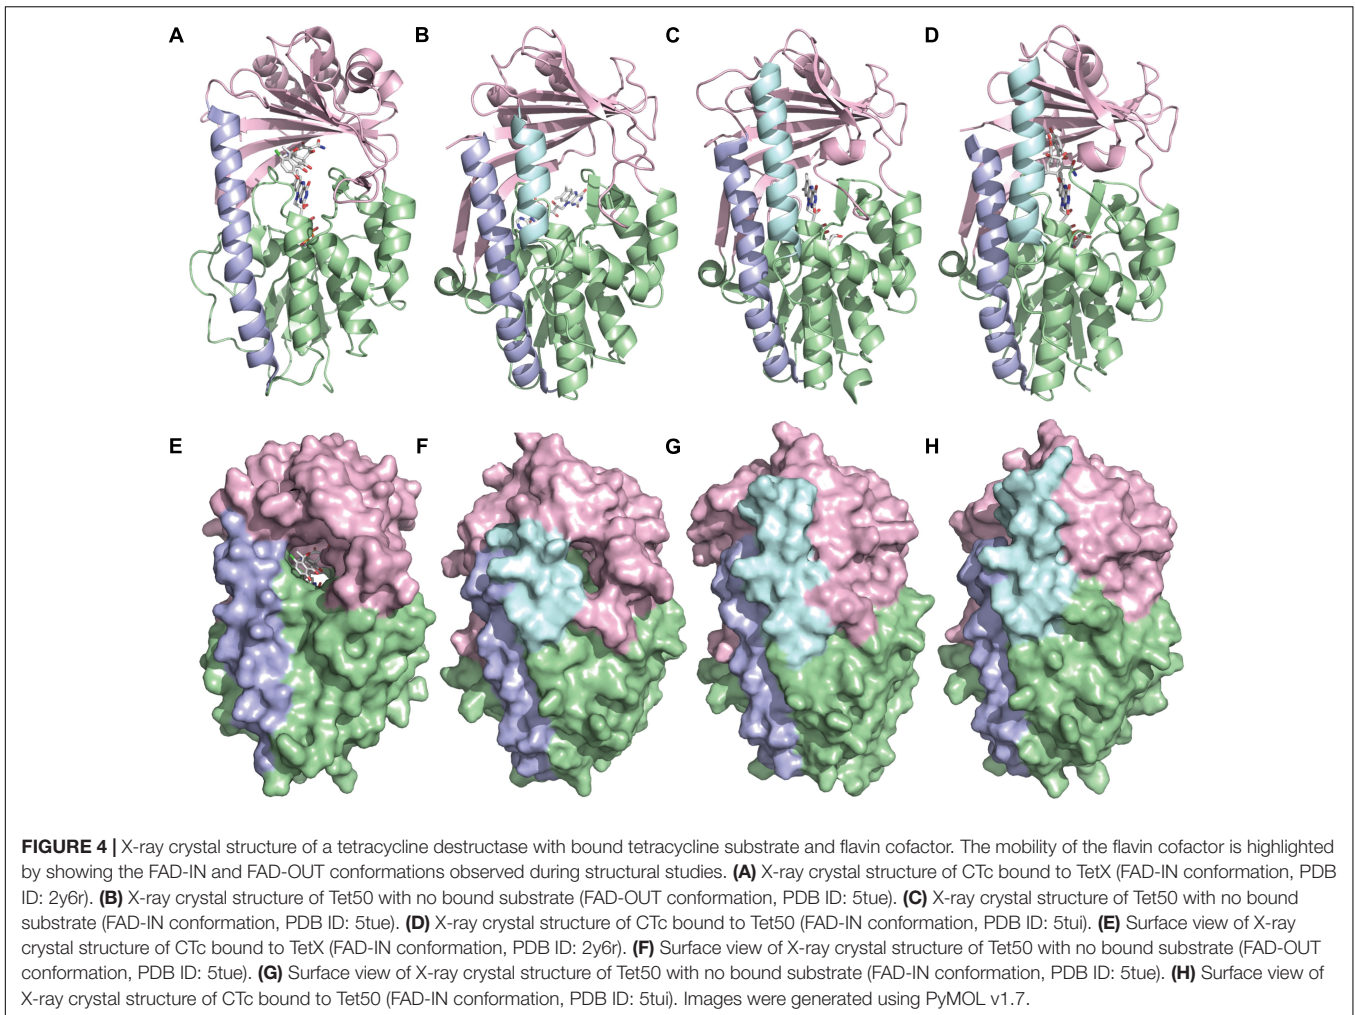 A B C D
E F G H
FIGURE 4 | X-ray crystal structure of a tetracycline destructase with bound tetracycline substrate and flavin cofactor. The mobility of the flavin cofactor is highlighted
by showing the FAD-IN and FAD-OUT conformations observed during structural studies. (A) X-ray crystal structure of CTc bound to TetX (FAD-IN conformation, PDB
ID: 2y6r). (B) X-ray crystal structure of Tet50 with no bound substrate (FAD-OUT conformation, PDB ID: 5tue). (C) X-ray crystal structure of Tet50 with no bound
substrate (FAD-IN conformation, PDB ID: 5tue). (D) X-ray crystal structure of CTc bound to Tet50 (FAD-IN conformation, PDB ID: 5tui). (E) Surface view of X-ray
crystal structure of CTc bound to TetX (FAD-IN conformation, PDB ID: 2y6r). (F) Surface view of X-ray crystal structure of Tet50 with no bound substrate (FAD-OUT
conformation, PDB ID: 5tue). (G) Surface view of X-ray crystal structure of Tet50 with no bound substrate (FAD-IN conformation, PDB ID: 5tue). (H) Surface view of
X-ray crystal structure of CTc bound to Tet50 (FAD-IN conformation, PDB ID: 5tui). Images were generated using PyMOL v1.7.